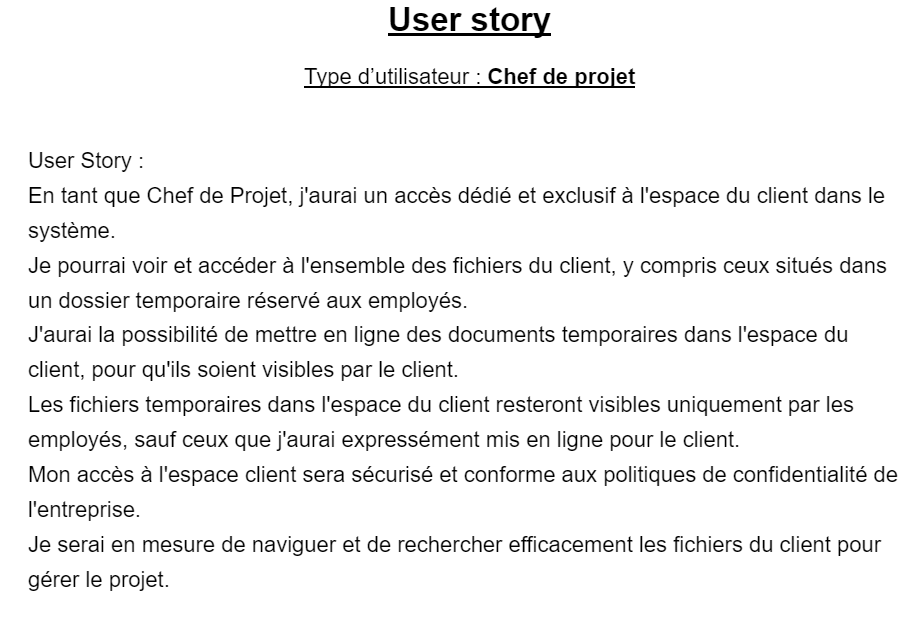 User story
Type d’utilisateur : Chef de projet
User Story :
En tant que Chef de Projet, j'aurai un accès dédié et exclusif à l'espace du client dans le
système.
Je pourrai voir et accéder à l'ensemble des fichiers du client, y compris ceux situés dans
un dossier temporaire réservé aux employés.
J'aurai la possibilité de mettre en ligne des documents temporaires dans l'espace du
client, pour qu'ils soient visibles par le client.
Les fichiers temporaires dans l'espace du client resteront visibles uniquement par les
employés, sauf ceux que j'aurai expressément mis en ligne pour le client.
Mon accès à l'espace client sera sécurisé et conforme aux politiques de confidentialité de
l'entreprise.
Je serai en mesure de naviguer et de rechercher efficacement les fichiers du client pour
gérer le projet.